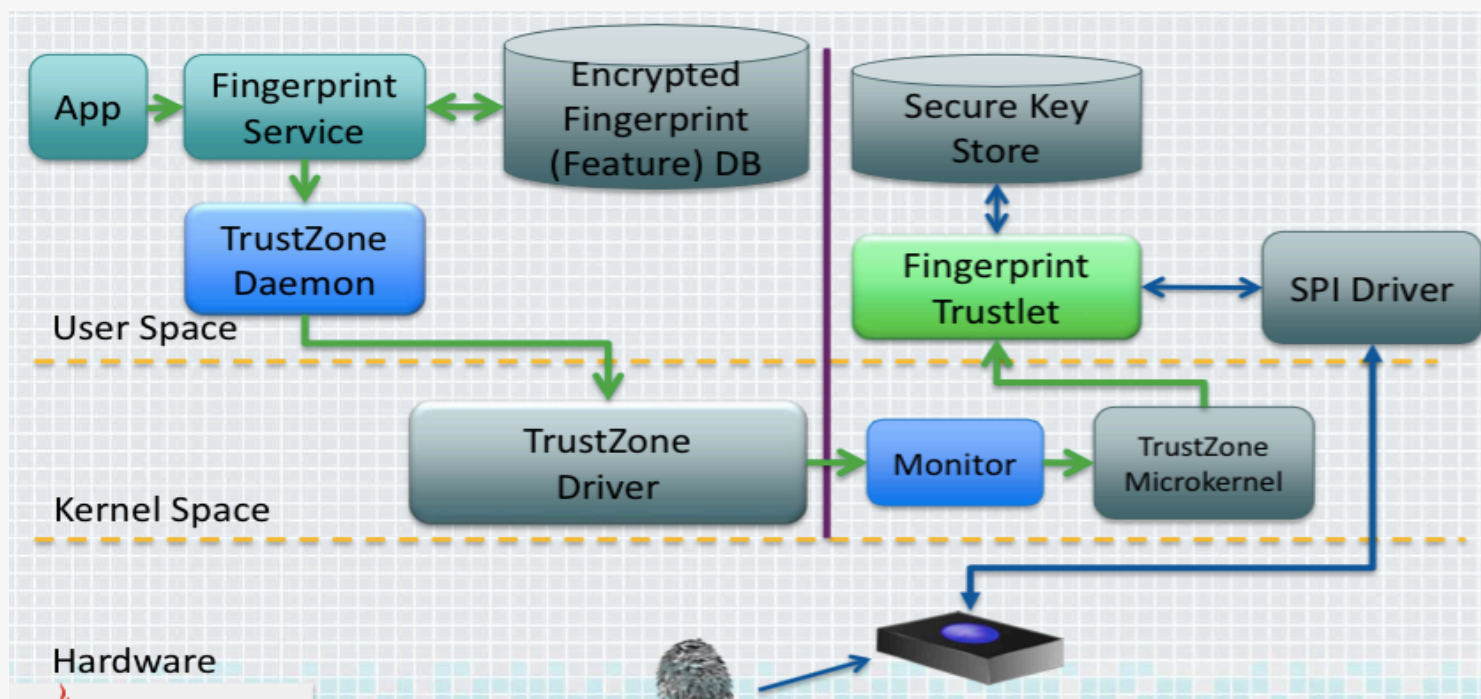 App
Fingerprint
Service
Encrypted
Fingerprint
(Feature) DB
Secure Key
Store
TrustZone
Daemon
Fingerprint
Trustlet
SPI Driver
User Space
TrustZone
Driver
Monitor
TrustZone
Microkernel
Kernel Space
Hardware